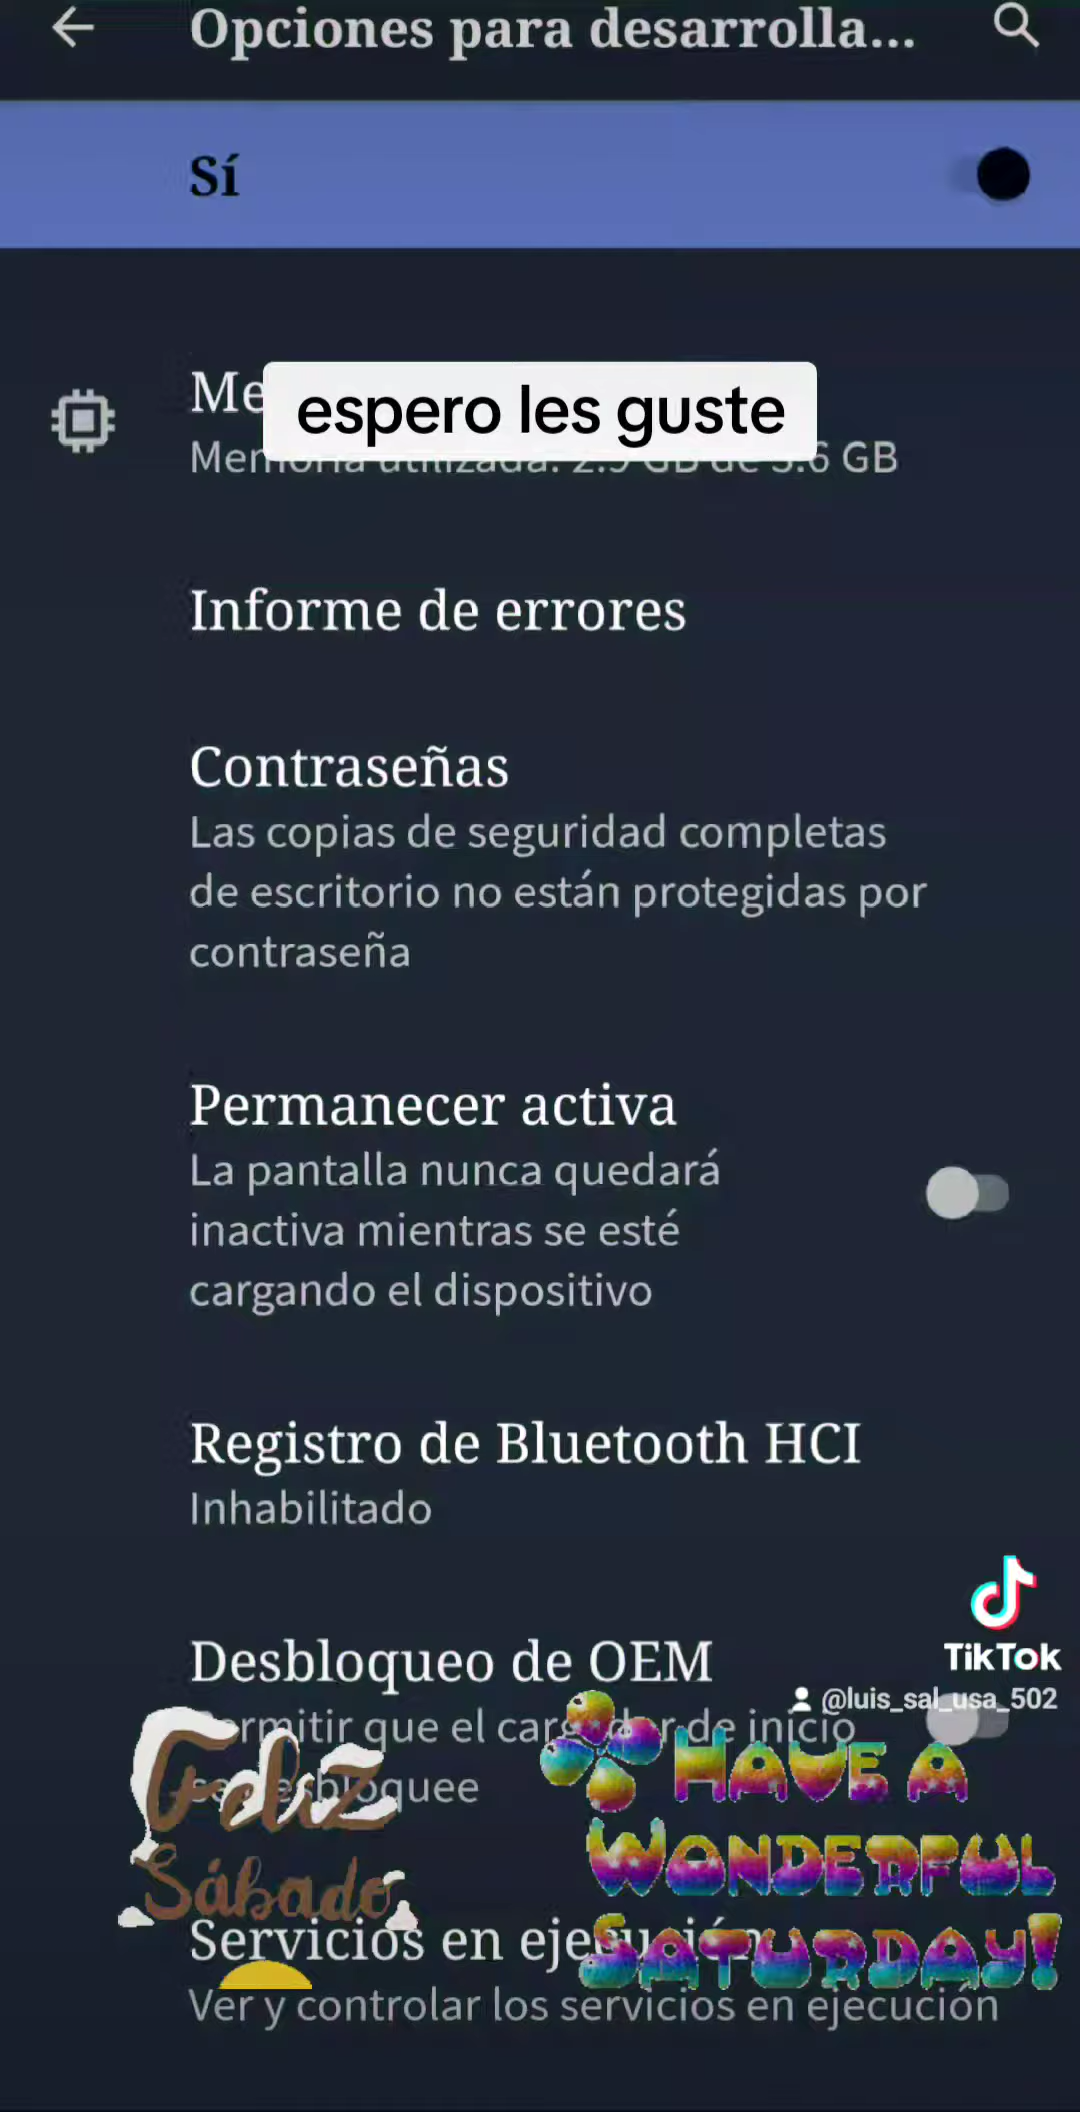 Opciones para desarrolla...
Sí
espero les guste
Memoria utilizada: 2.9 GB de 3.6 GB
Informe de errores
Contraseñas
Las copias de seguridad completas
de escritorio no están protegidas por
contraseña
Permanecer activa
La pantalla nunca quedará
inactiva mientras se esté
cargando el dispositivo
Registro de Bluetooth HCI
Inhabilitado
Desbloqueo de OEM
Permitir que el cargador de inicio
se desbloquee
TikTok
@luis_sal_usa_502
Feliz
Sábado
HAVE A
WONDERFUL
SATURDAY!
Servicios en ejecución
Ver y controlar los servicios en ejecución